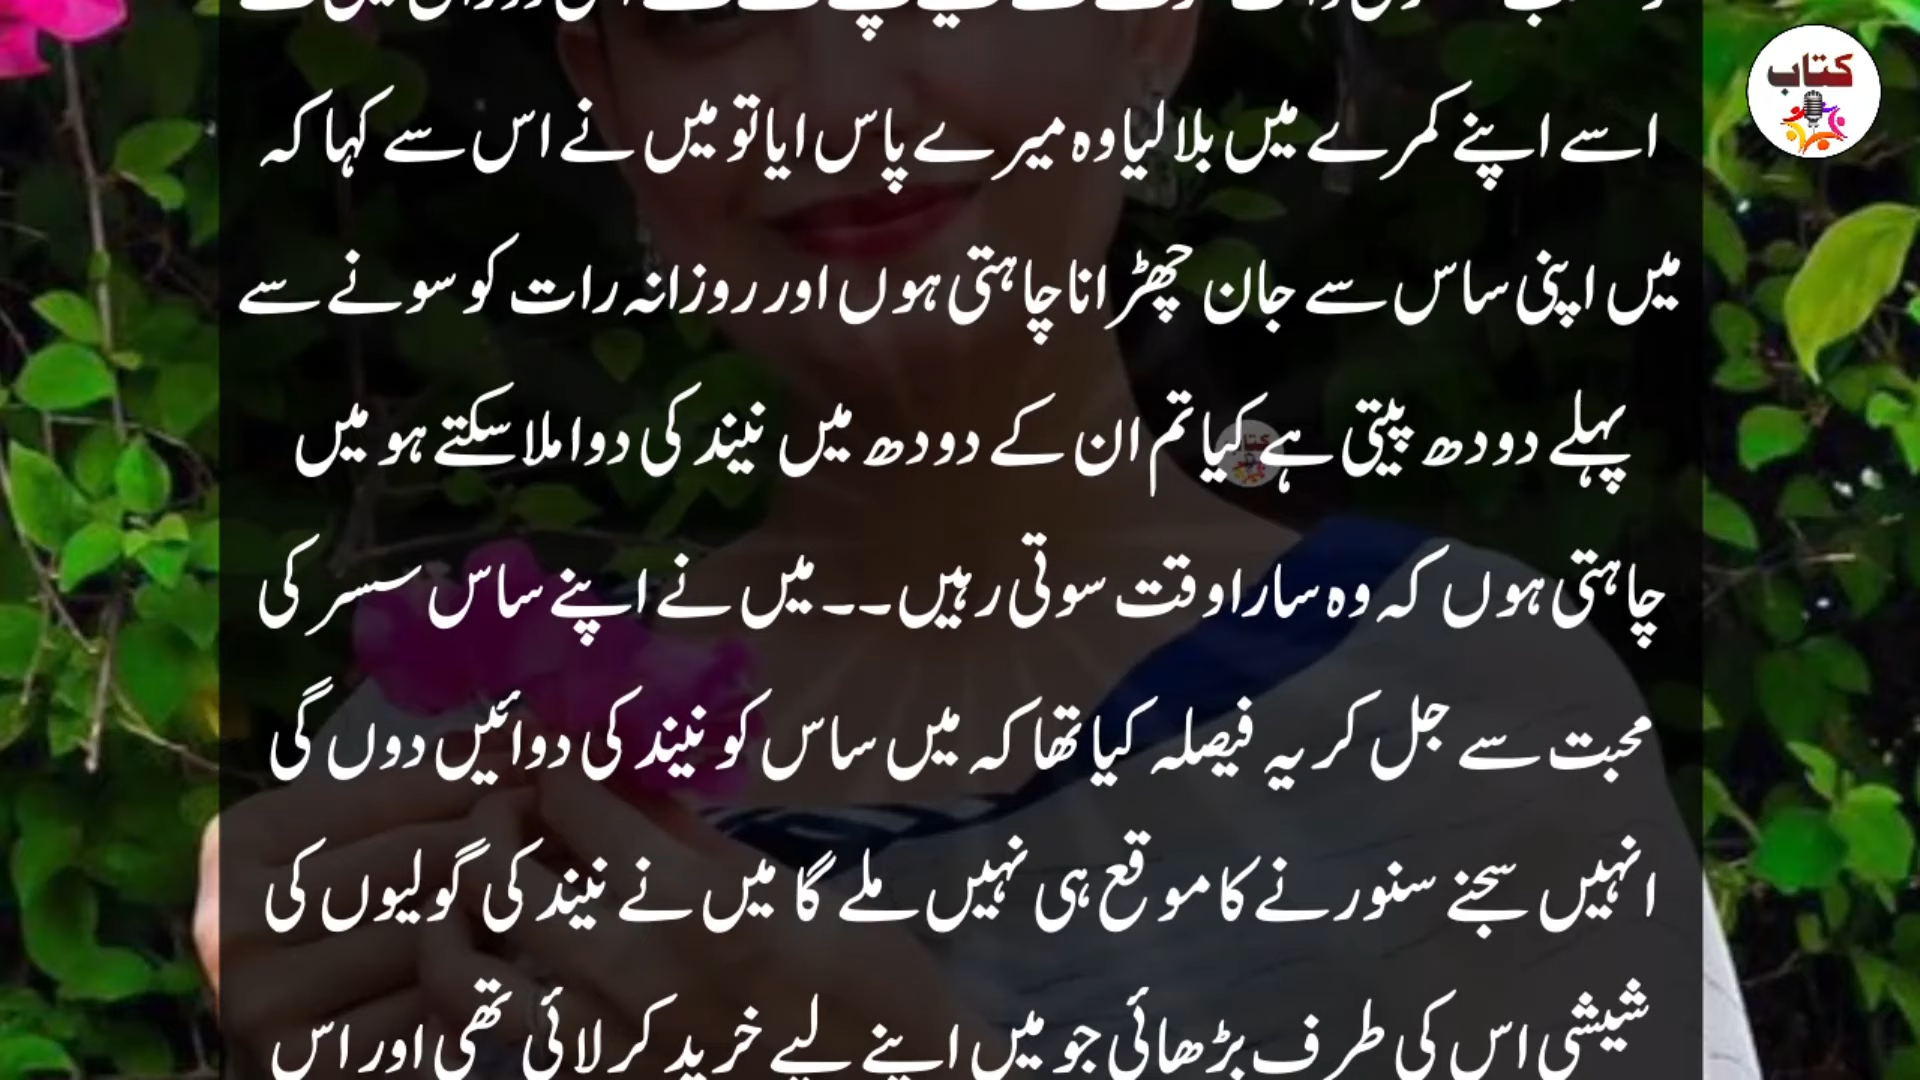 اسے اپنے کمرے میں بلا لیا وہ میرے پاس ایا تو میں نے اس سے کہا کہ
میں اپنی ساس سے جان چھڑانا چاہتی ہوں اور روزانہ رات کو سونے سے
پہلے دودھ پیتی ہے کیا تم ان کے دودھ میں نیند کی دوا ملا سکتے ہو میں
چاہتی ہوں کہ وہ سارا وقت سوتی رہیں۔۔ میں نے اپنے ساس سسر کی
محبت سے جل کر یہ فیصلہ کیا تھا کہ میں ساس کو نیند کی دوائیں دوں گی
انہیں سجنے سنورنے کا موقع ہی نہیں ملے گا میں نے نیند کی گولیوں کی
شیشی اس کی طرف بڑھائی جو میں اپنے لیے خرید کر لائی تھی اور اس
کتاب
کتاب